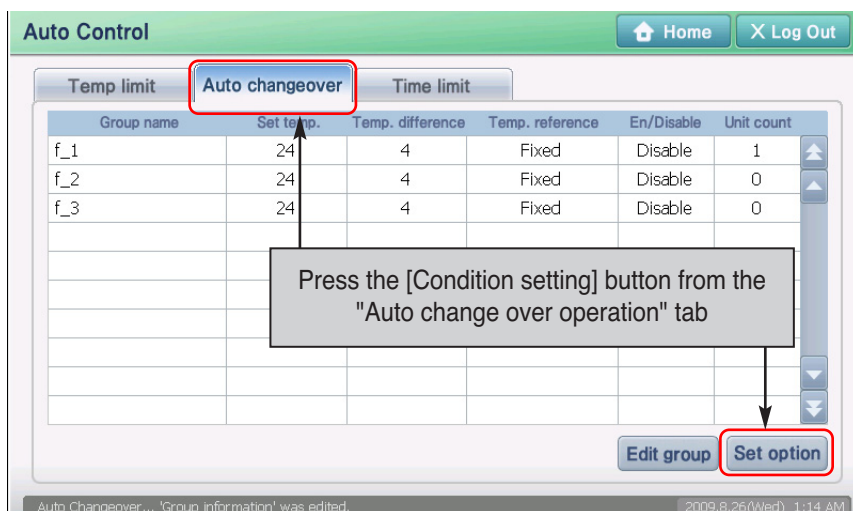 Auto Control Home X Log Out
Temp limit Auto changeover Time limit
Group name Set temp. Temp. difference Temp. reference En/Disable Unit count
f_1 24 4 Fixed Disable 1
f_2 24 4 Fixed Disable 0
f_3 24 4 Fixed Disable 0
Press the [Condition setting] button from the
"Auto change over operation" tab
Edit group Set option
Auto Changeover... 'Group information' was edited. 2009.8.26(Wed) 1:14 AM